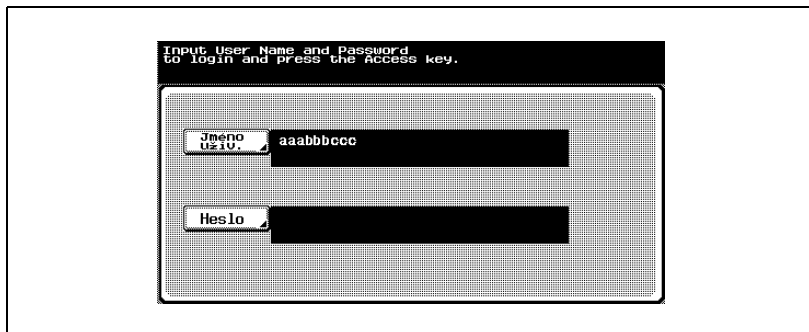 Input User Name and Password
to login and press the Access key.
Jméno
uživ.
aaabbbccc
Heslo